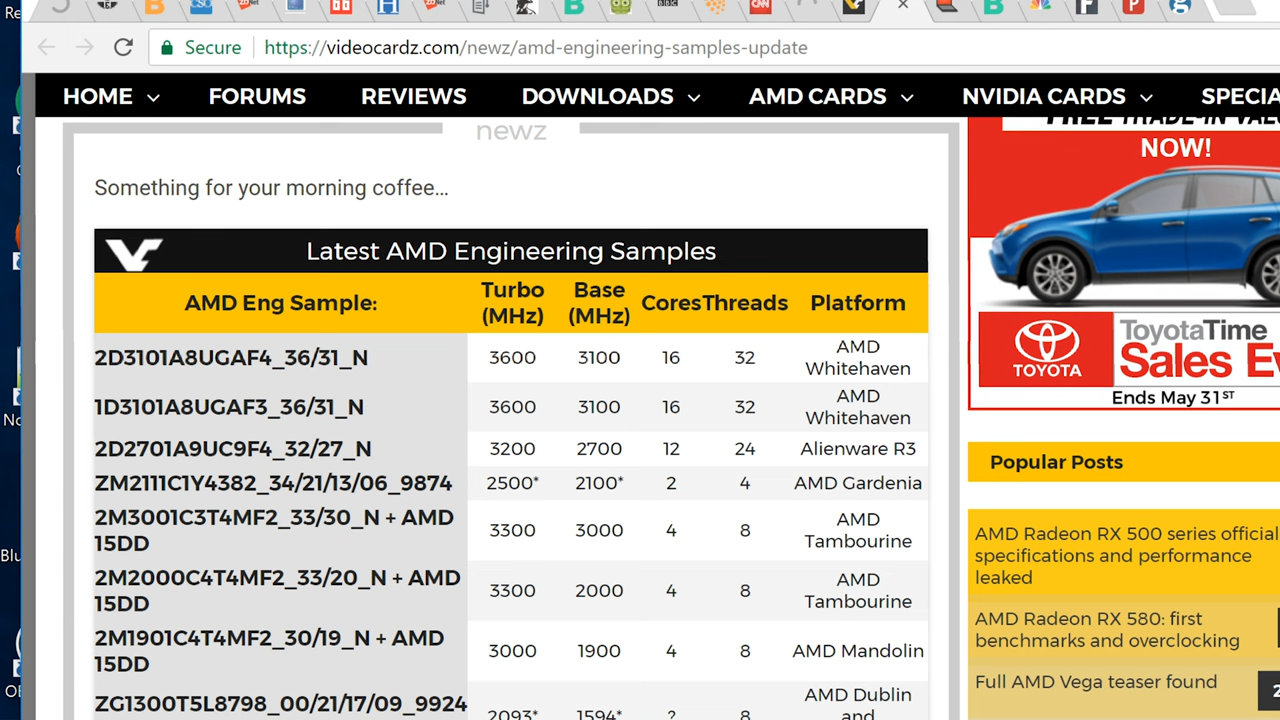 Secure https://videocardz.com/newz/amd-engineering-samples-update
HOME FORUMS REVIEWS DOWNLOADS AMD CARDS NVIDIA CARDS SPECIA
newz
Something for your morning coffee...
Latest AMD Engineering Samples
AMD Eng Sample: Turbo (MHz) Base (MHz) Cores Threads Platform
2D3101A8UGAF4_36/31_N 3600 3100 16 32 AMD Whitehaven
1D3101A8UGAF3_36/31_N 3600 3100 16 32 AMD Whitehaven
2D2701A9UC9F4_32/27_N 3200 2700 12 24 Alienware R3
ZM2111C1Y4382_34/21/13/06_9874 2500* 2100* 2 4 AMD Gardenia
2M3001C3T4MF2_33/30_N + AMD 15DD 3300 3000 4 8 AMD Tambourine
2M2000C4T4MF2_33/20_N + AMD 15DD 3300 2000 4 8 AMD Tambourine
2M1901C4T4MF2_30/19_N + AMD 15DD 3000 1900 4 8 AMD Mandolin
ZG1300T5L8798_00/21/17/09_9924 2093* 1594* ? 8 AMD Dublin and
NOW!
TOYOTA
ToyotaTime
Sales Ev
Ends May 31ST
Popular Posts
AMD Radeon RX 500 series official
specifications and performance
leaked
AMD Radeon RX 580: first
benchmarks and overclocking
Full AMD Vega teaser found